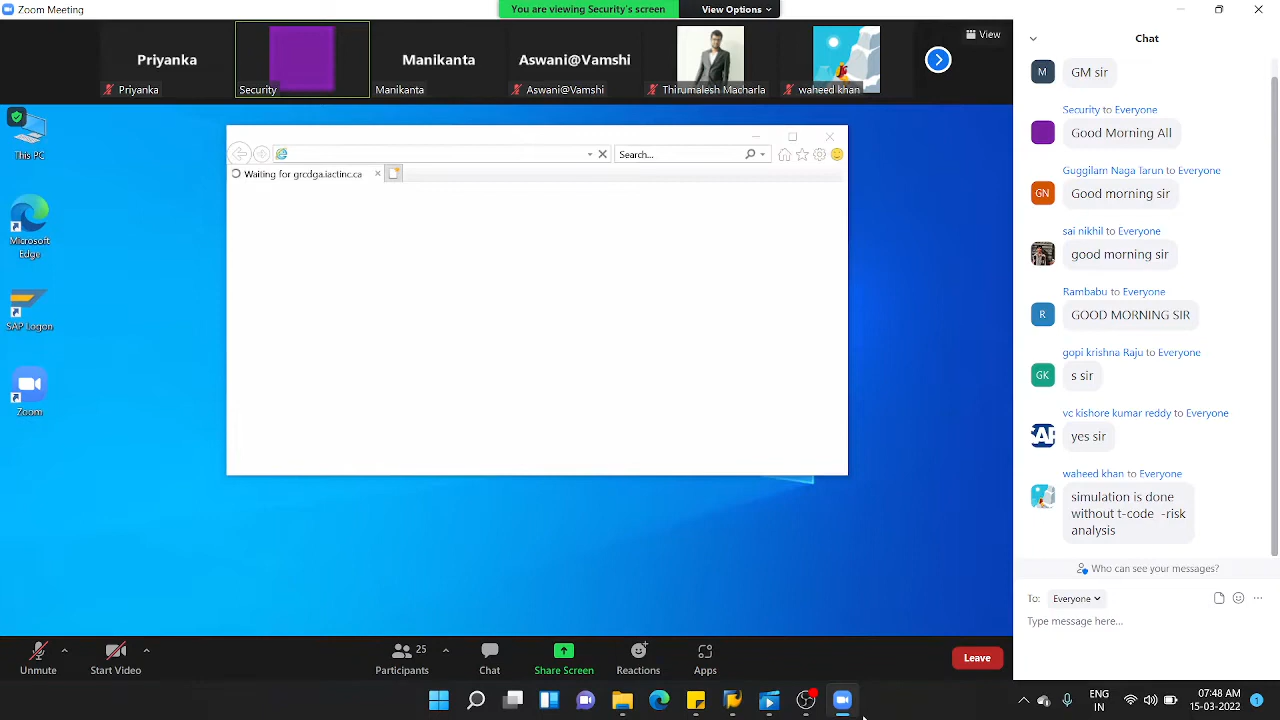 Zoom Meeting
You are viewing Security's screen
View Options
Priyanka
Priyanka
Security
Manikanta
Manikanta
Aswani@Vamshi
Aswani@Vamshi
Thirumalesh Macharla
waheed khan
View
This PC
Microsoft
Edge
SAP Logon
Zoom
Search...
Waiting for grcdga.iactinc.ca
Chat
M
GM sir
Security to Everyone
Good Morning All
Guggilam Naga Tarun to Everyone
GN
Good morning sir
sai nikhil to Everyone
good morning sir
Rambabu to Everyone
R
GOOD MORNING SIR
gopi krishna Raju to Everyone
GK
s sir
vc kishore kumar reddy to Everyone
SAP
yes sir
waheed khan to Everyone
simulation is done
without t-code -risk
analysis
Who can see your messages?
To:
Everyone
Type message here...
Unmute
Start Video
25
Participants
Chat
Share Screen
Reactions
Apps
Leave
ENG
IN
07:48 AM
15-03-2022
1